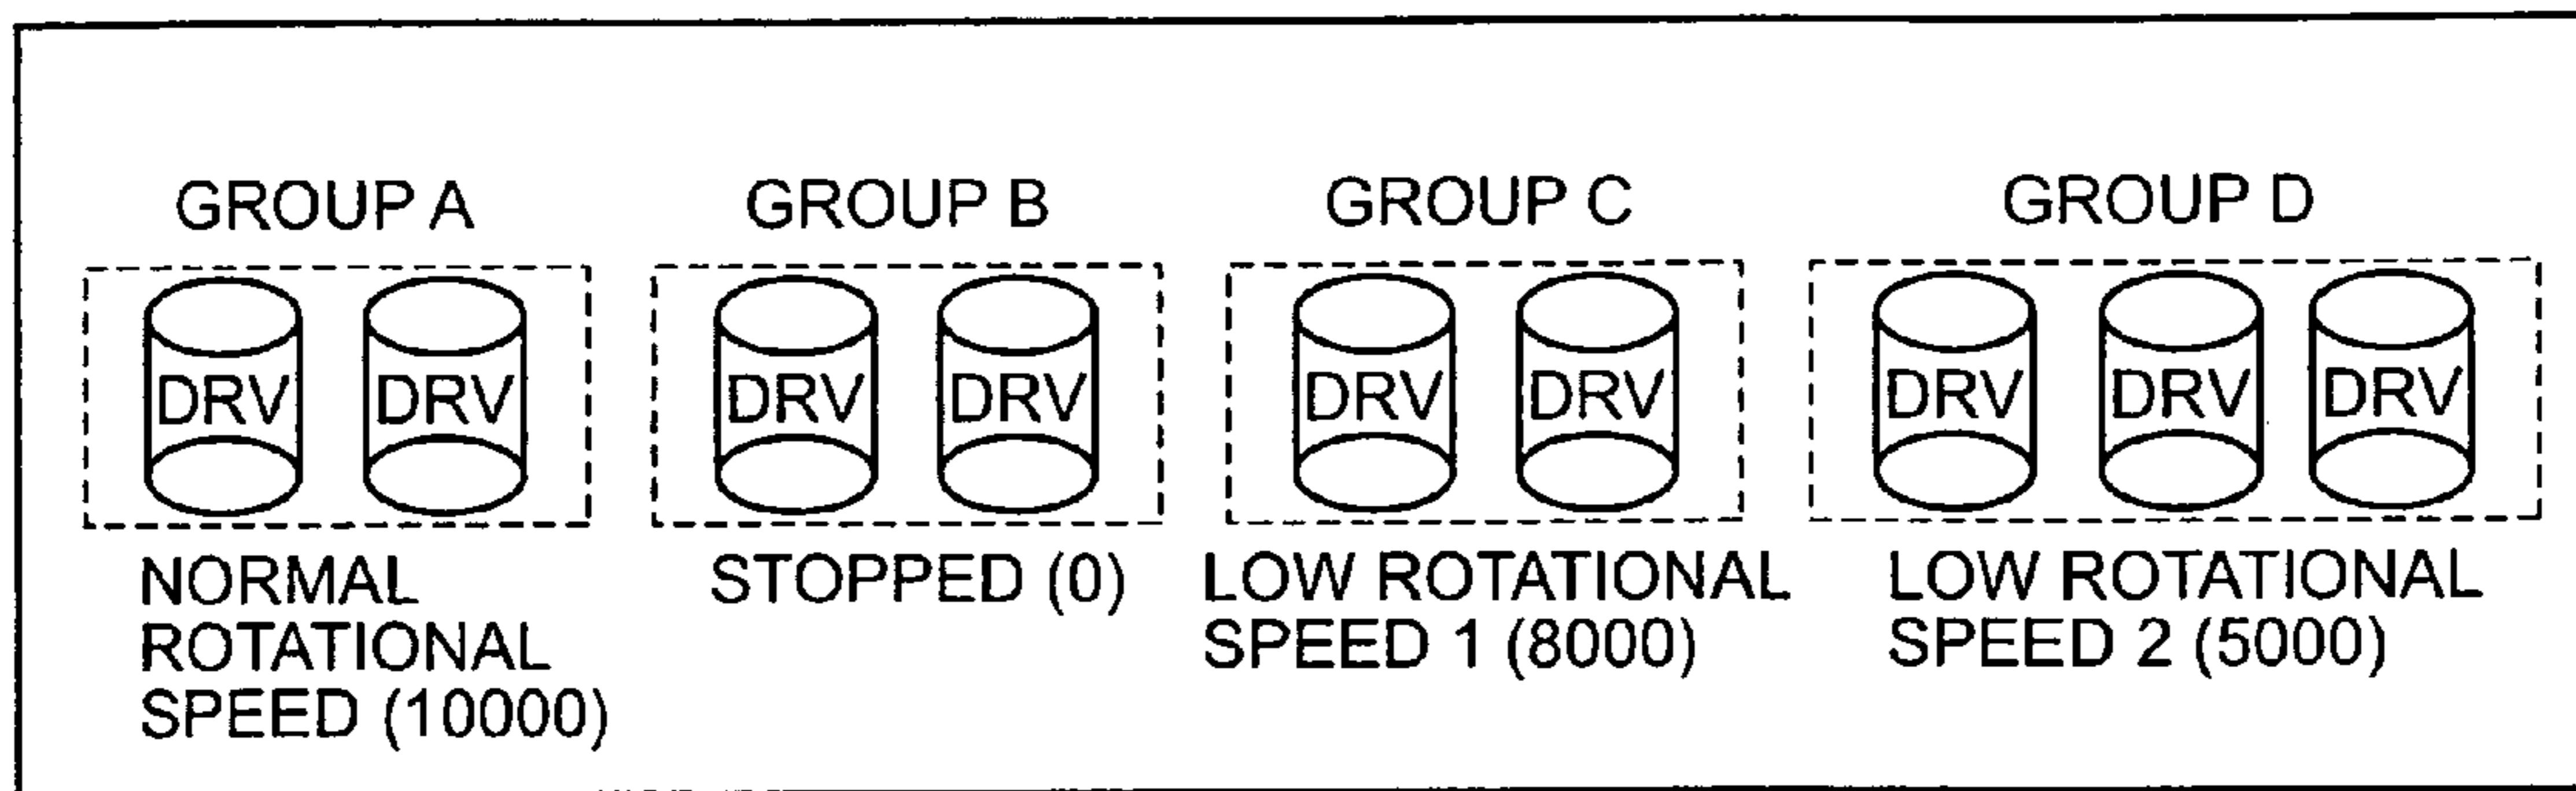 GROUP A
GROUP B
GROUP C
GROUP D
DRV
DRV
DRV
DRV
DRV
DRV
DRV
DRV
DRV
NORMAL
ROTATIONAL
SPEED (10000)
STOPPED (0)
LOW ROTATIONAL
SPEED 1 (8000)
LOW ROTATIONAL
SPEED 2 (5000)